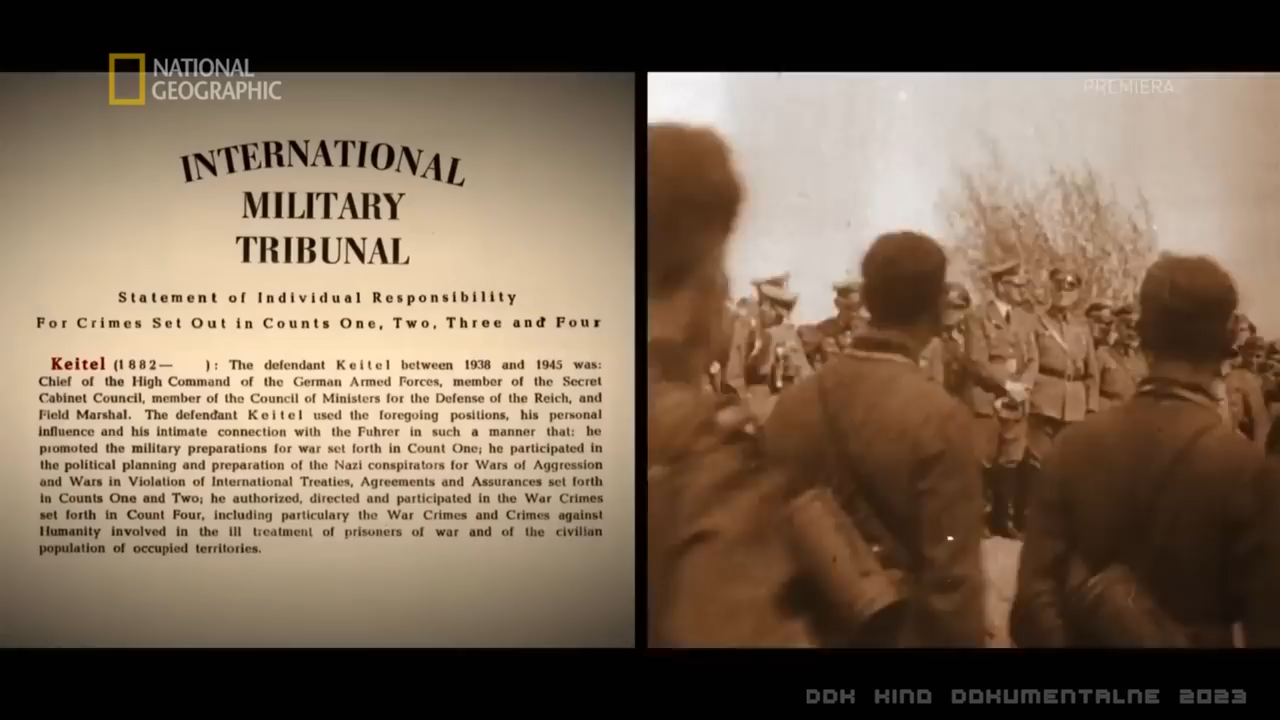 NATIONAL
GEOGRAPHIC
PREMIERA
INTERNATIONAL
MILITARY
TRIBUNAL
Statement of Individual Responsibility
For Crimes Set Out in Counts One, Two, Three and Four
Keitel (1882— ): The defendant Keitel between 1938 and 1945 was:
Chief of the High Command of the German Armed Forces, member of the Secret
Cabinet Council, member of the Council of Ministers for the Defense of the Reich, and
Field Marshal. The defendant Keitel used the foregoing positions, his personal
influence and his intimate connection with the Fuhrer in such a manner that: he
promoted the military preparations for war set forth in Count One; he participated in
the political planning and preparation of the Nazi conspirators for Wars of Aggression
and Wars in Violation of International Treaties, Agreements and Assurances set forth
in Counts One and Two; he authorized, directed and participated in the War Crimes
set forth in Count Four, including particulary the War Crimes and Crimes against
Humanity involved in the ill treatment of prisoners of war and of the civilian
population of occupied territories.
DDK KINO DOKUMENTALNE 2023